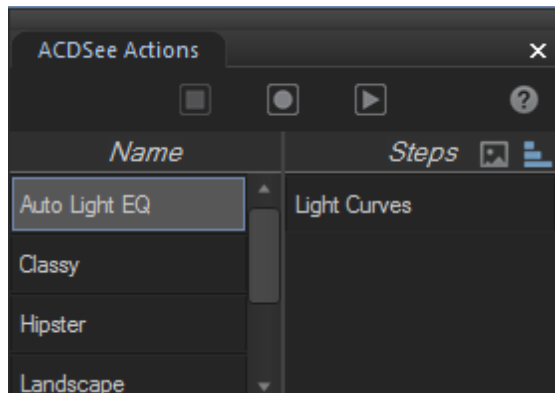 ACDSee Actions
Name
Steps
Auto Light EQ
Light Curves
Classy
Hipster
Landscape